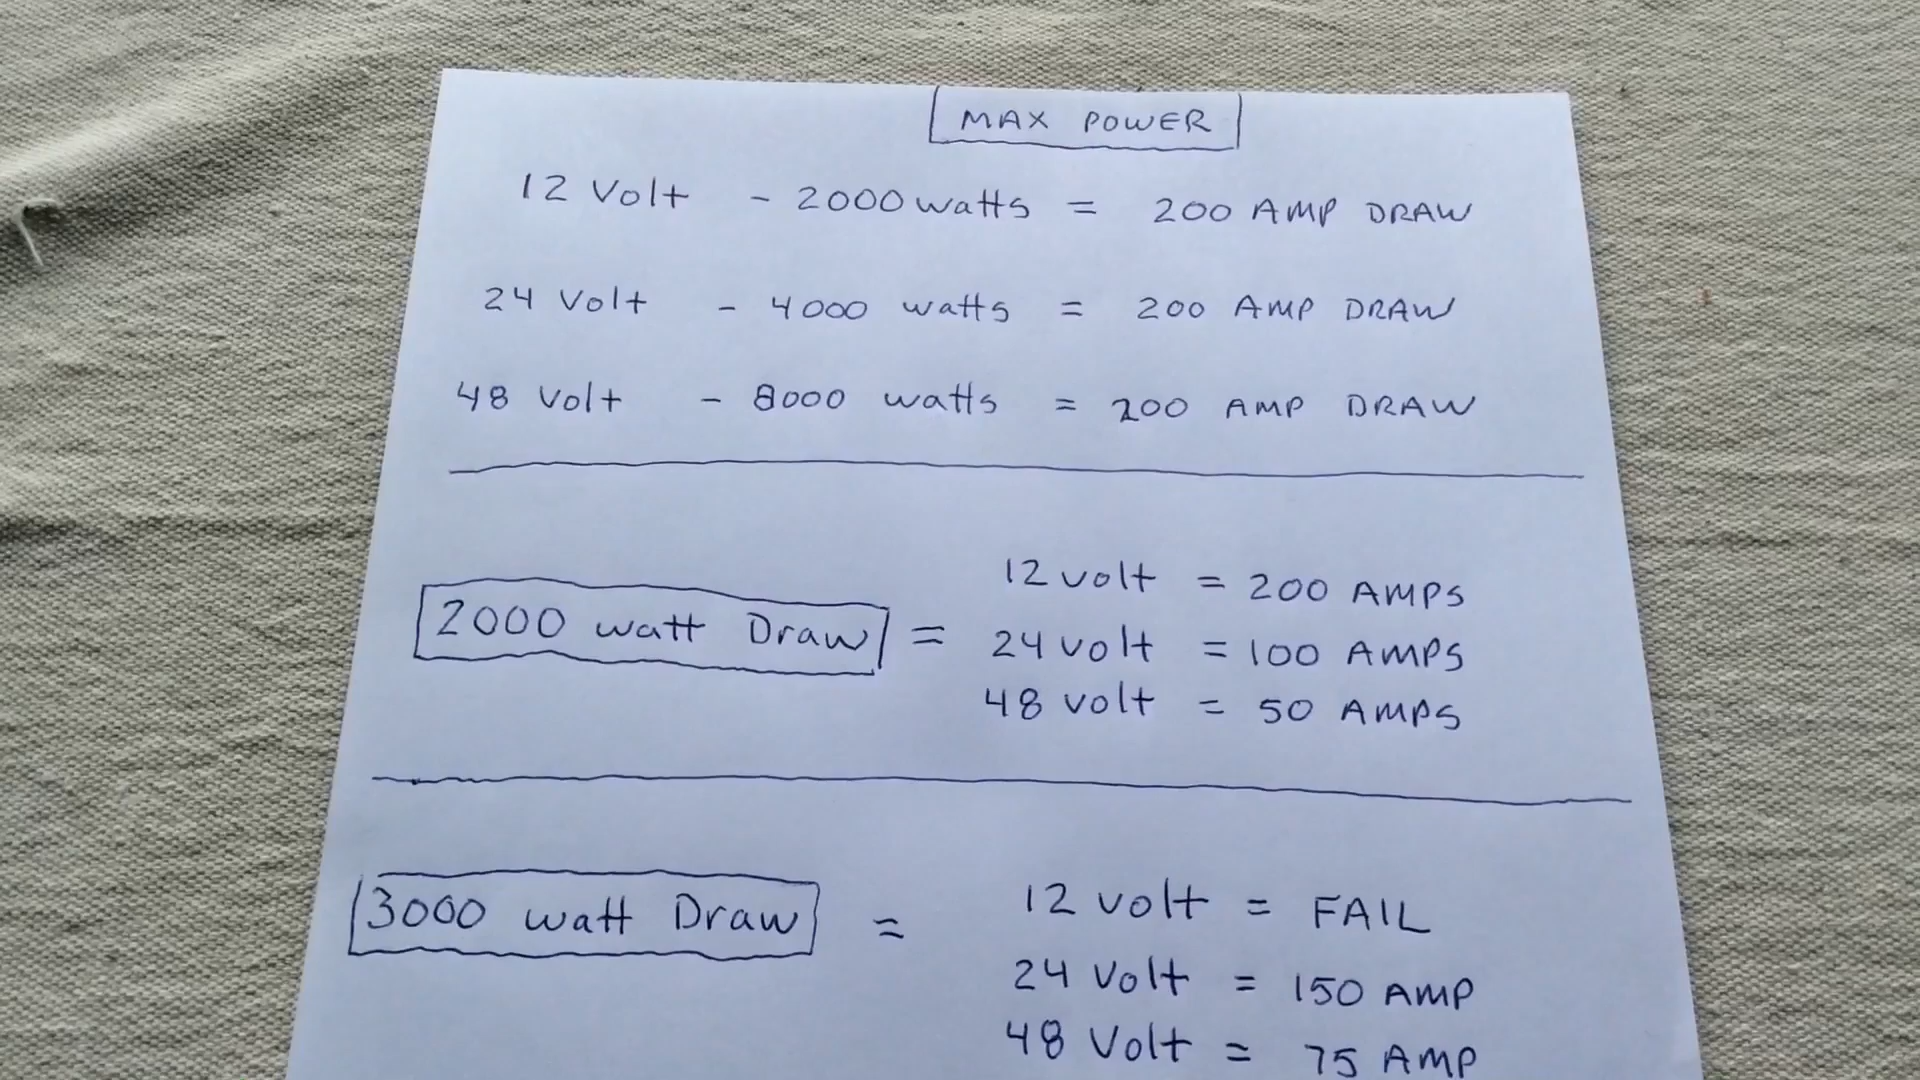 MAX POWER
12 Volt - 2000 watts = 200 AMP DRAW
24 Volt - 4000 watts = 200 AMP DRAW
48 Volt - 8000 watts = 200 AMP DRAW
12 volt = 200 AMPS
2000 watt Draw = 24 volt = 100 AMPS
48 volt = 50 AMPS
12 volt = FAIL
3000 watt Draw = 24 Volt = 150 AMP
48 Volt = 75 AMP